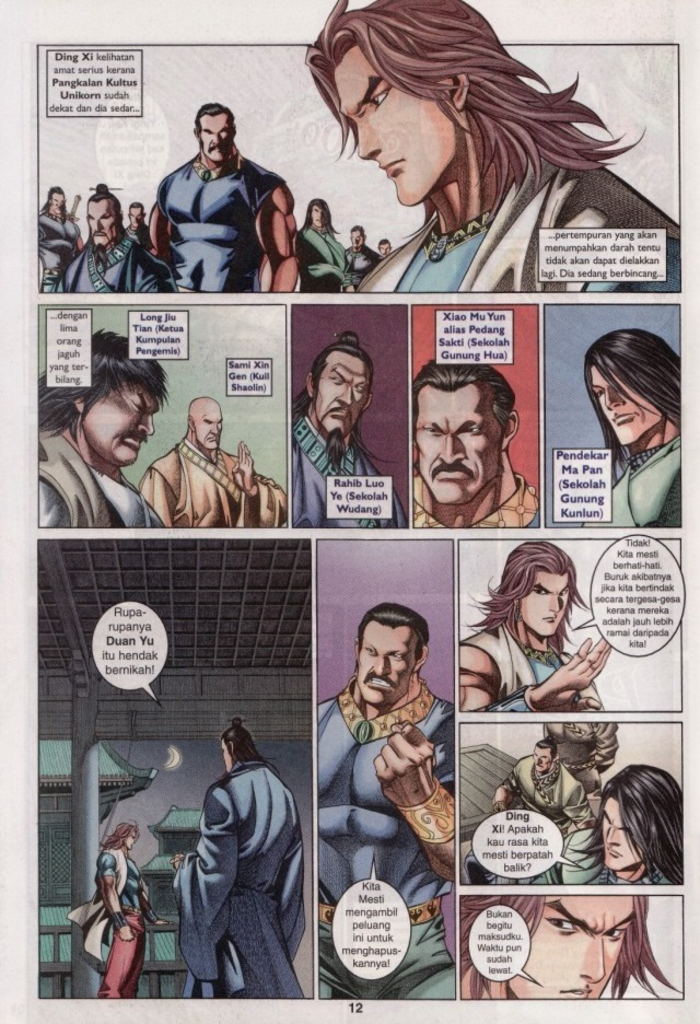 Ding Xi kelihatan
amat serius kerana
Pangkalan Kultus
Unikorn sudah
dekat dan dia sedar...
...pertempuran yang akan
menumpahkan darah tentu
tidak akan dielakkan
lagi. Dia sedang berbincang...
...dengan
lima
orang
jaguh
yang ter-
bilang.
Long Jiu
Tian (Ketua
Kumpulan
Pengemis)
Sami Xin
Gen (Kuil
Shaolin)
Rahib Luo
Ye (Sekolah
Wudang)
Xiao Mu Yun
alias Pedang
Sakti (Sekolah
Gunung Hua)
Pendekar
Ma Pan
(Sekolah
Gunung
Kunlun)
Rupa-
rupanya
Duan Yu
itu hendak
bernikah!
Kita
Mesti
mengambil
peluang
ini untuk
menghapus-
kannya!
Tidak!
Kita mesti
berhati-hati.
Buruk akibatnya
jika kita bertindak
secara tergesa-gesa
kerana mereka
adalah jauh lebih
ramai daripada
kita!
Ding
Xi! Apakah
kau rasa kita
mesti berpatah
balik?
Bukan
begitu
maksudku.
Waktu pun
sudah
lewat.
12